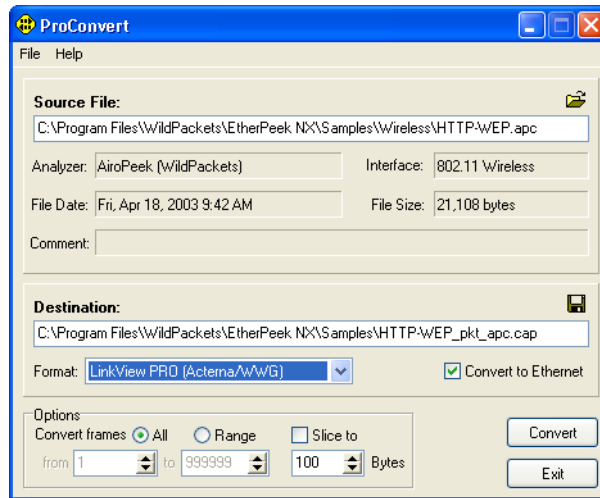 ProConvert
File Help
Source File:
C:\Program Files\WildPackets\EtherPeek NX\Samples\Wireless\HTTP-WEP.apc
Analyzer: AiroPeek (WildPackets) Interface: 802.11 Wireless
File Date: Fri, Apr 18, 2003 9:42 AM File Size: 21,108 bytes
Comment:
Destination:
C:\Program Files\WildPackets\EtherPeek NX\Samples\HTTP-WEP_pkt_apc.cap
Format: LinkView PRO (Acterna/WWG) Convert to Ethernet
Options
Convert frames All Range Slice to Convert
from 1 to 999999 100 Bytes
Exit